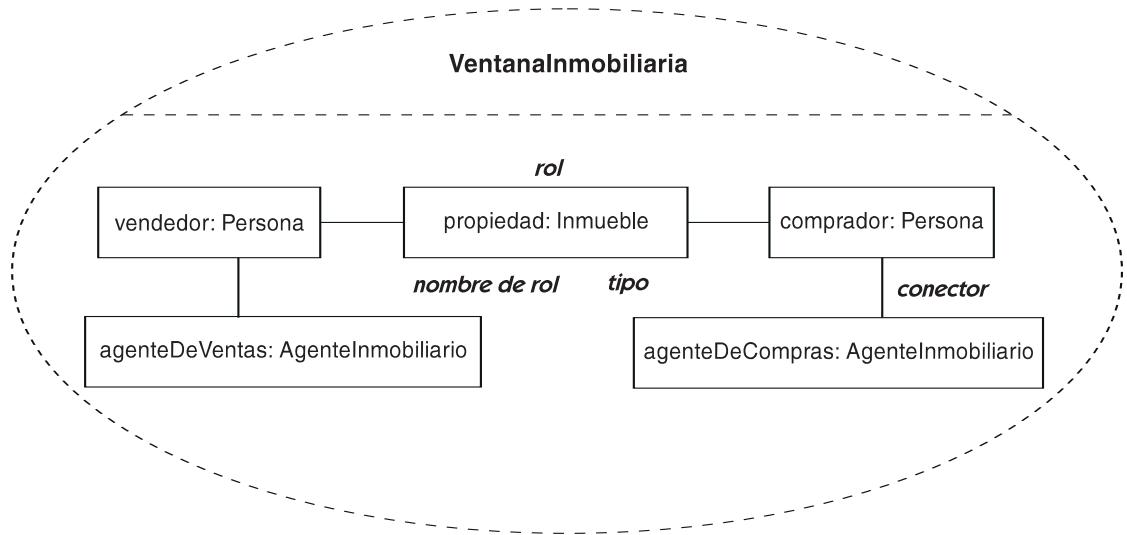 VentanaInmobiliaria
rol
vendedor: Persona
propiedad: Inmueble
comprador: Persona
nombre de rol
tipo
conector
agenteDeVentas: AgenteInmobiliario
agenteDeCompras: AgenteInmobiliario